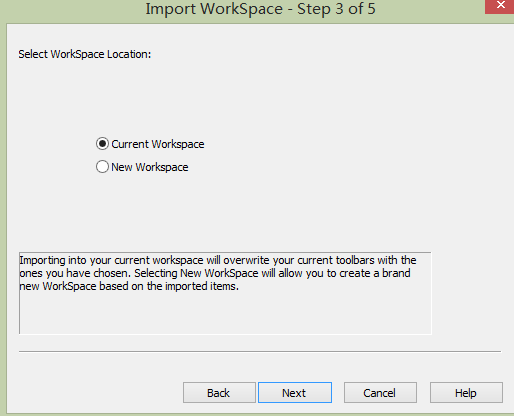 Import WorkSpace - Step 3 of 5
Select WorkSpace Location:
Current Workspace
New Workspace
Importing into your current workspace will overwrite your current toolbars with the
ones you have chosen. Selecting New WorkSpace will allow you to create a brand
new WorkSpace based on the imported items.
Back Next Cancel Help